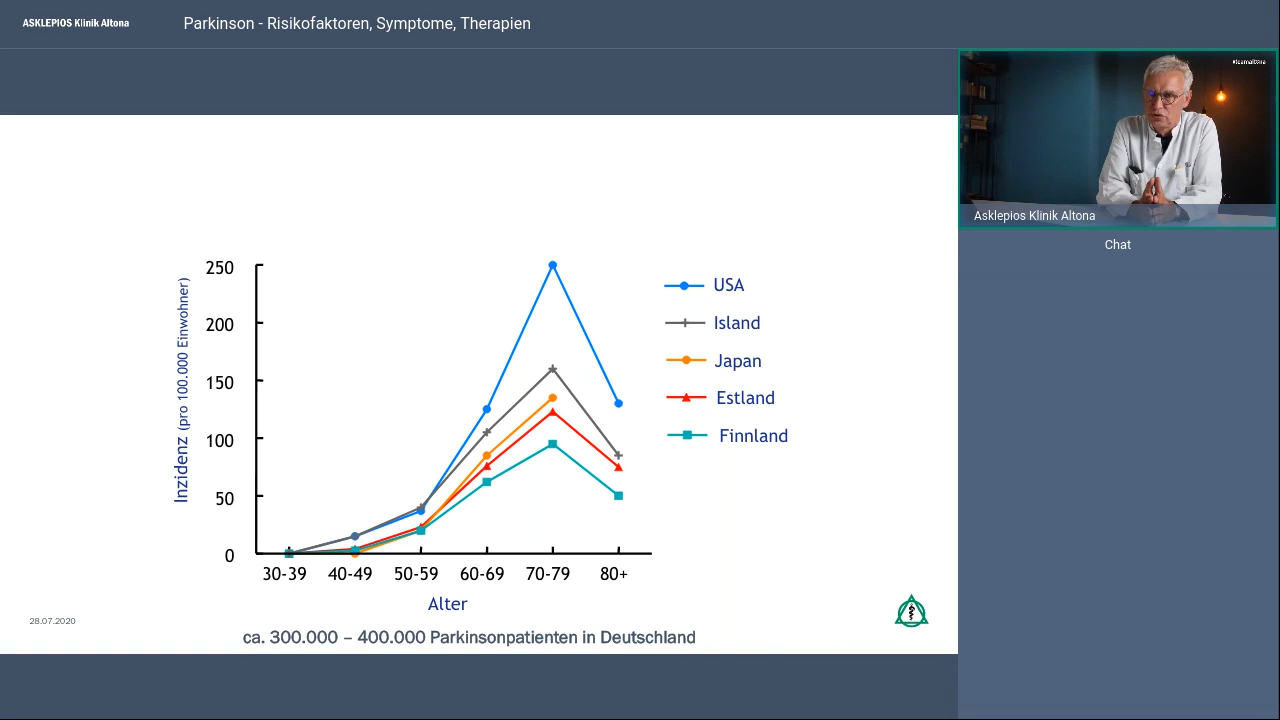 ASKLEPIOS Klinik Altona
Parkinson - Risikofaktoren, Symptome, Therapien
#teamaltona
Asklepios Klinik Altona
Chat
Inzidenz (pro 100.000 Einwohner)
250
200
150
100
50
0
30-39 40-49 50-59 60-69 70-79 80+
Alter
USA
Island
Japan
Estland
Finnland
28.07.2020
ca. 300.000 – 400.000 Parkinsonpatienten in Deutschland